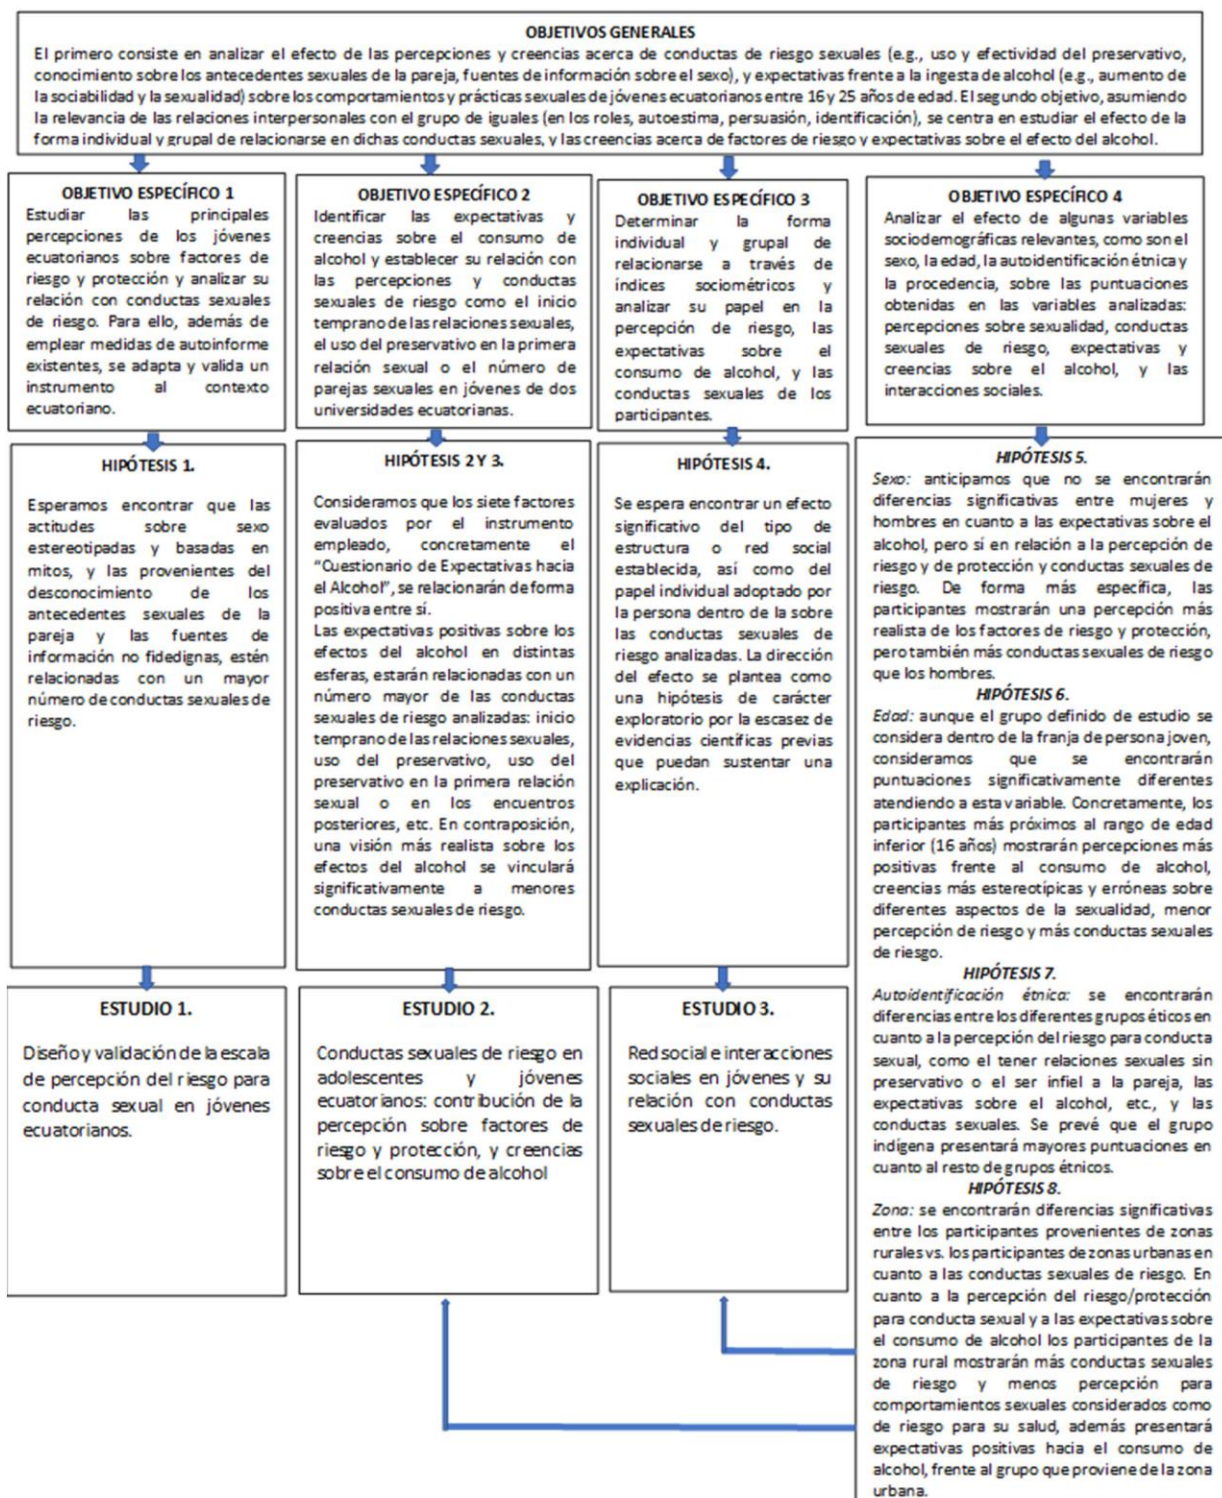 OBJETIVOS GENERALES
El primero consiste en analizar el efecto de las percepciones y creencias acerca de conductas de riesgo sexuales (e.g., uso y efectividad del preservativo,
conocimiento sobre los antecedentes sexuales de la pareja, fuentes de información sobre el sexo), y expectativas frente a la ingesta de alcohol (e.g., aumento de
la sociabilidad y la sexualidad) sobre los comportamientos y prácticas sexuales de jóvenes ecuatorianos entre 16 y 25 años de edad. El segundo objetivo, asumiendo
la relevancia de las relaciones interpersonales con el grupo de iguales (en los roles, autoestima, persuasión, identificación), se centra en estudiar el efecto de la
forma individual y grupal de relacionarse en dichas conductas sexuales, y las creencias acerca de factores de riesgo y expectativas sobre el efecto del alcohol.
OBJETIVO ESPECÍFICO 1
Estudiar las principales
percepciones de los jóvenes
ecuatorianos sobre factores de
riesgo y protección y analizar su
relación con conductas sexuales
de riesgo. Para ello, además de
emplear medidas de autoinforme
existentes, se adapta y valida un
instrumento al contexto
ecuatoriano.
OBJETIVO ESPECÍFICO 2
Identificar las expectativas y
creencias sobre el consumo de
alcohol y establecer su relación con
las percepciones y conductas
sexuales de riesgo como el inicio
temprano de las relaciones sexuales,
el uso del preservativo en la primera
relación sexual o el número de
parejas sexuales en jóvenes de dos
universidades ecuatorianas.
OBJETIVO ESPECÍFICO 3
Determinar la forma
individual y grupal de
relacionarse a través de
índices sociométricos y
analizar su papel en la
percepción de riesgo, las
expectativas sobre el
consumo de alcohol, y las
conductas sexuales de los
participantes.
OBJETIVO ESPECÍFICO 4
Analizar el efecto de algunas variables
sociodemográficas relevantes, como son el
sexo, la edad, la autoidentificación étnica y
la procedencia, sobre las puntuaciones
obtenidas en las variables analizadas:
percepciones sobre sexualidad, conductas
sexuales de riesgo, expectativas y
creencias sobre el alcohol, y las
interacciones sociales.
HIPÓTESIS 1.
Esperamos encontrar que las
actitudes sobre sexo
estereotipadas y basadas en
mitos, y las provenientes del
desconocimiento de los
antecedentes sexuales de la
pareja y las fuentes de
información no fidedignas, estén
relacionadas con un mayor
número de conductas sexuales de
riesgo.
HIPÓTESIS 2 Y 3.
Consideramos que los siete factores
evaluados por el instrumento
empleado, concretamente el
“Cuestionario de Expectativas hacia
el Alcohol”, se relacionarán de forma
positiva entre sí.
Las expectativas positivas sobre los
efectos del alcohol en distintas
esferas, estarán relacionadas con un
número mayor de las conductas
sexuales de riesgo analizadas: inicio
temprano de las relaciones sexuales,
uso del preservativo, uso del
preservativo en la primera relación
sexual o en los encuentros
posteriores, etc. En contraposición,
una visión más realista sobre los
efectos del alcohol se vinculará
significativamente a menores
conductas sexuales de riesgo.
HIPÓTESIS 4.
Se espera encontrar un efecto
significativo del tipo de
estructura o red social
establecida, así como del
papel individual adoptado por
la persona dentro de la sobre
las conductas sexuales de
riesgo analizadas. La dirección
del efecto se plantea como
una hipótesis de carácter
exploratorio por la escasez de
evidencias científicas previas
que puedan sustentar una
explicación.
HIPÓTESIS 5.
Sexo: anticipamos que no se encontrarán
diferencias significativas entre mujeres y
hombres en cuanto a las expectativas sobre el
alcohol, pero sí en relación a la percepción de
riesgo y de protección y conductas sexuales de
riesgo. De forma más específica, las
participantes mostrarán una percepción más
realista de los factores de riesgo y protección,
pero también más conductas sexuales de riesgo
que los hombres.
HIPÓTESIS 6.
Edad: aunque el grupo definido de estudio se
considera dentro de la franja de persona joven,
consideramos que se encontrarán
puntuaciones significativamente diferentes
atendiendo a esta variable. Concretamente, los
participantes más próximos al rango de edad
inferior (16 años) mostrarán percepciones más
positivas frente al consumo de alcohol,
creencias más estereotípicas y erróneas sobre
diferentes aspectos de la sexualidad, menor
percepción de riesgo y más conductas sexuales
de riesgo.
HIPÓTESIS 7.
Autoidentificación étnica: se encontrarán
diferencias entre los diferentes grupos éticos en
cuanto a la percepción del riesgo para conducta
sexual, como el tener relaciones sexuales sin
preservativo o el ser infiel a la pareja, las
expectativas sobre el alcohol, etc., y las
conductas sexuales. Se prevé que el grupo
indígena presentará mayores puntuaciones en
cuanto al resto de grupos étnicos.
HIPÓTESIS 8.
Zona: se encontrarán diferencias significativas
entre los participantes provenientes de zonas
rurales vs. los participantes de zonas urbanas en
cuanto a las conductas sexuales de riesgo. En
cuanto a la percepción del riesgo/protección
para conducta sexual y a las expectativas sobre
el consumo de alcohol los participantes de la
zona rural mostrarán más conductas sexuales
de riesgo y menos percepción para
comportamientos sexuales considerados como
de riesgo para su salud, además presentará
expectativas positivas hacia el consumo de
alcohol, frente al grupo que proviene de la zona
urbana.
ESTUDIO 1.
Diseño y validación de la escala
de percepción del riesgo para
conducta sexual en jóvenes
ecuatorianos.
ESTUDIO 2.
Conductas sexuales de riesgo en
adolescentes y jóvenes
ecuatorianos: contribución de la
percepción sobre factores de
riesgo y protección, y creencias
sobre el consumo de alcohol
ESTUDIO 3.
Red social e interacciones
sociales en jóvenes y su
relación con conductas
sexuales de riesgo.